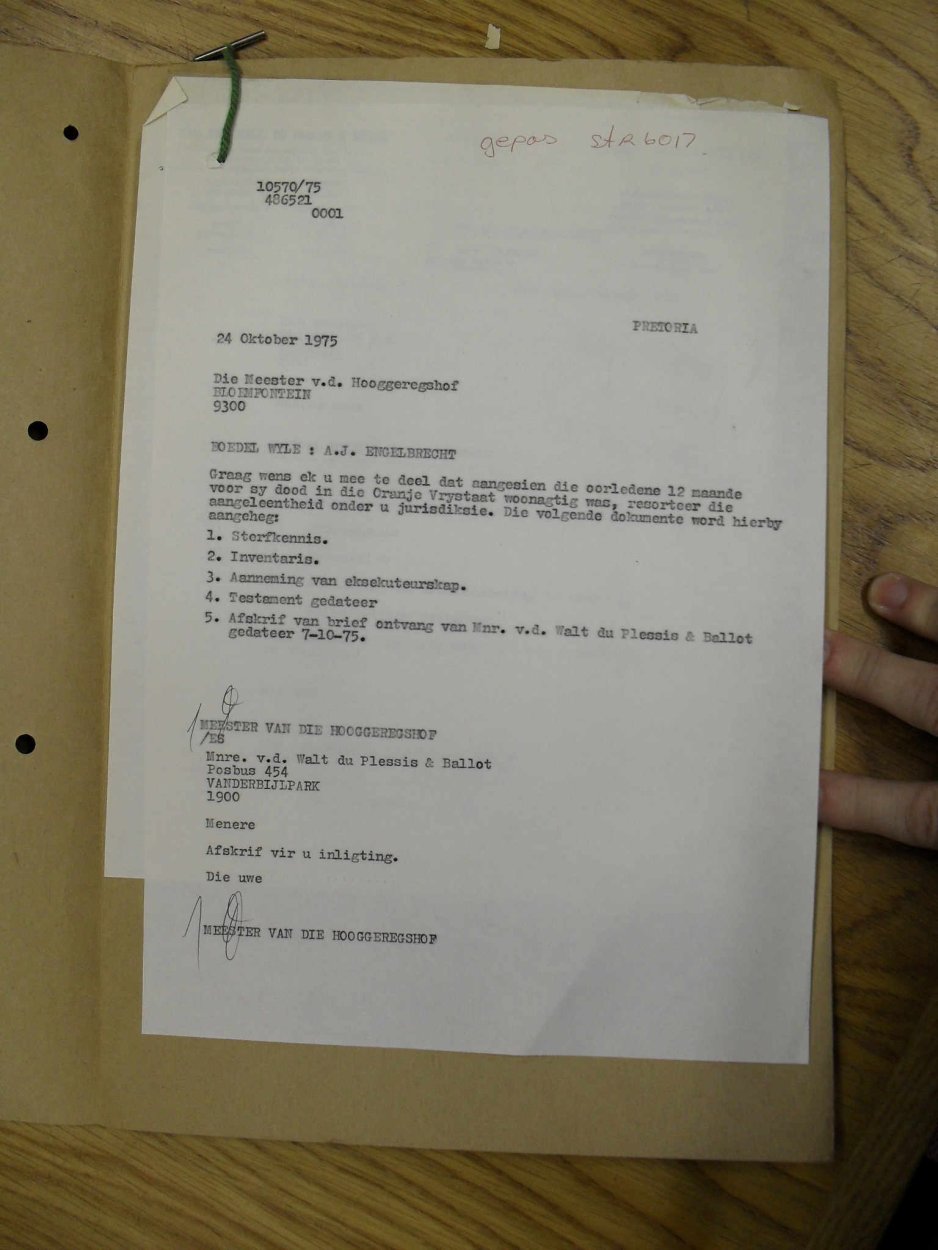 gepos str 6017
10570/75
486521
0001
PRETORIA
24 Oktober 1975
Die Meester v.d. Hooggeregshof
BLOEMFONTEIN
9300
BOEDEL WYLE : A.J. ENGELBRECHT
Graag wens ek u mee te deel dat aangesien die oorledene 12 maande
voor sy dood in die Oranje Vrystaat woonagtig was, resorteer die
aangeleentheid onder u jurisdiksie. Die volgende dokumente word hierby
aangeheg:
1. Sterfkennis.
2. Inventaris.
3. Aanneming van eksekuteurskap.
4. Testament gedateer
5. Afskrif van brief ontvang van Mnr. v.d. Walt du Plessis & Ballot
gedateer 7-10-75.
MEESTER VAN DIE HOOGGEREGSHOF
/ES
Mnre. v.d. Walt du Plessis & Ballot
Posbus 454
VANDERBIJLPARK
1900
Menere
Afskrif vir u inligting.
Die uwe
MEESTER VAN DIE HOOGGEREGSHOF